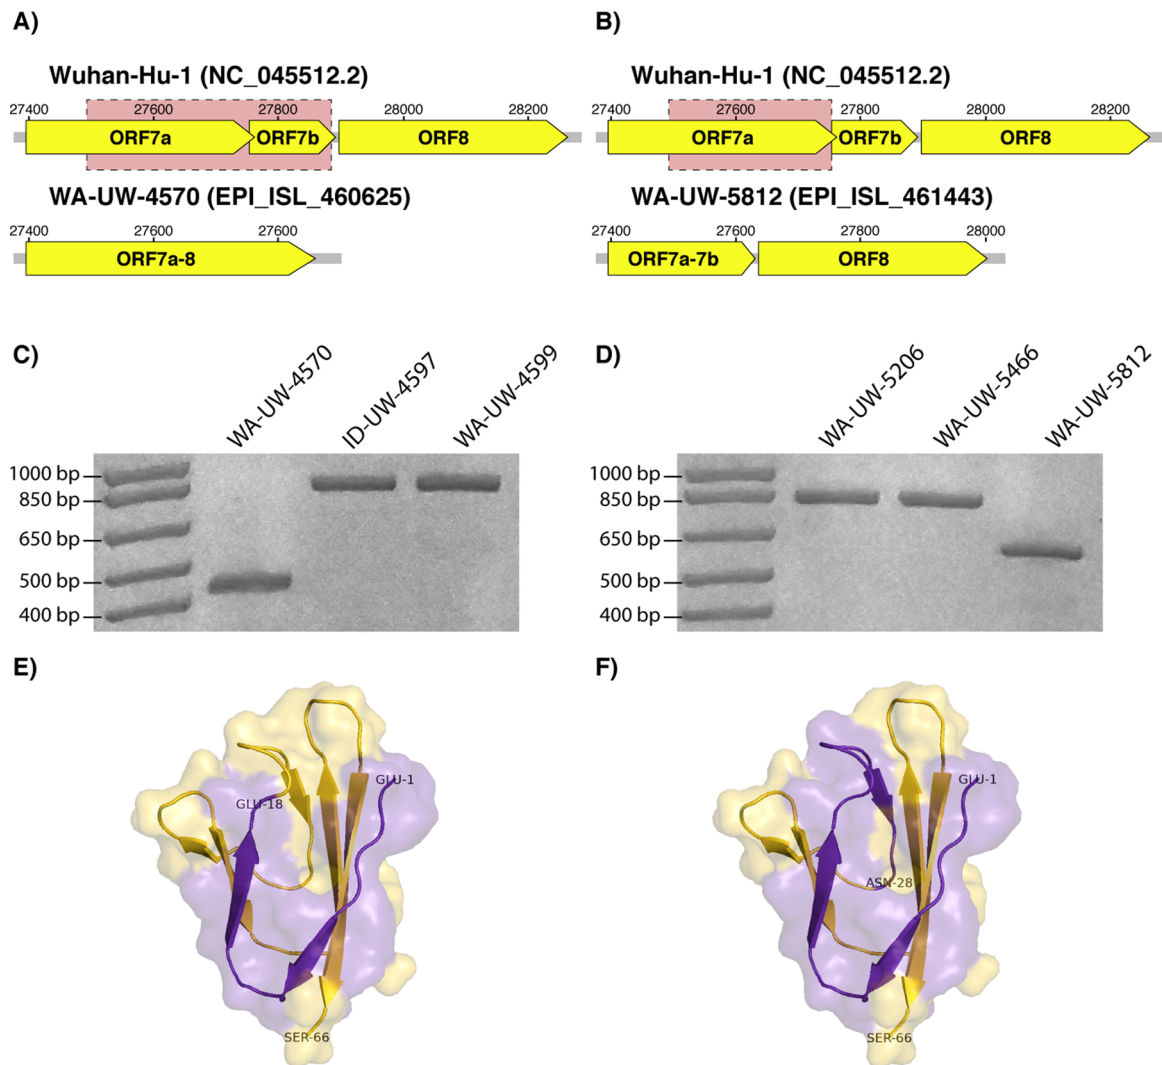 A)
Wuhan-Hu-1 (NC_045512.2)
27400 27600 27800 28000 28200
ORF7a ORF7b ORF8
WA-UW-4570 (EPI_ISL_460625)
27400 27600 27600
ORF7a-8
B)
Wuhan-Hu-1 (NC_045512.2)
27400 27600 27800 28000 28200
ORF7a ORF7b ORF8
WA-UW-5812 (EPI_ISL_461443)
27400 27600 27800 28000
ORF7a-7b ORF8
C)
WA-UW-4570
ID-UW-4597
WA-UW-4599
1000 bp
850 bp
650 bp
500 bp
400 bp
D)
WA-UW-5206
WA-UW-5466
WA-UW-5812
1000 bp
850 bp
650 bp
500 bp
400 bp
E)
GLU-1
GLU-18
SER-66
F)
GLU-1
ASN-28
SER-66